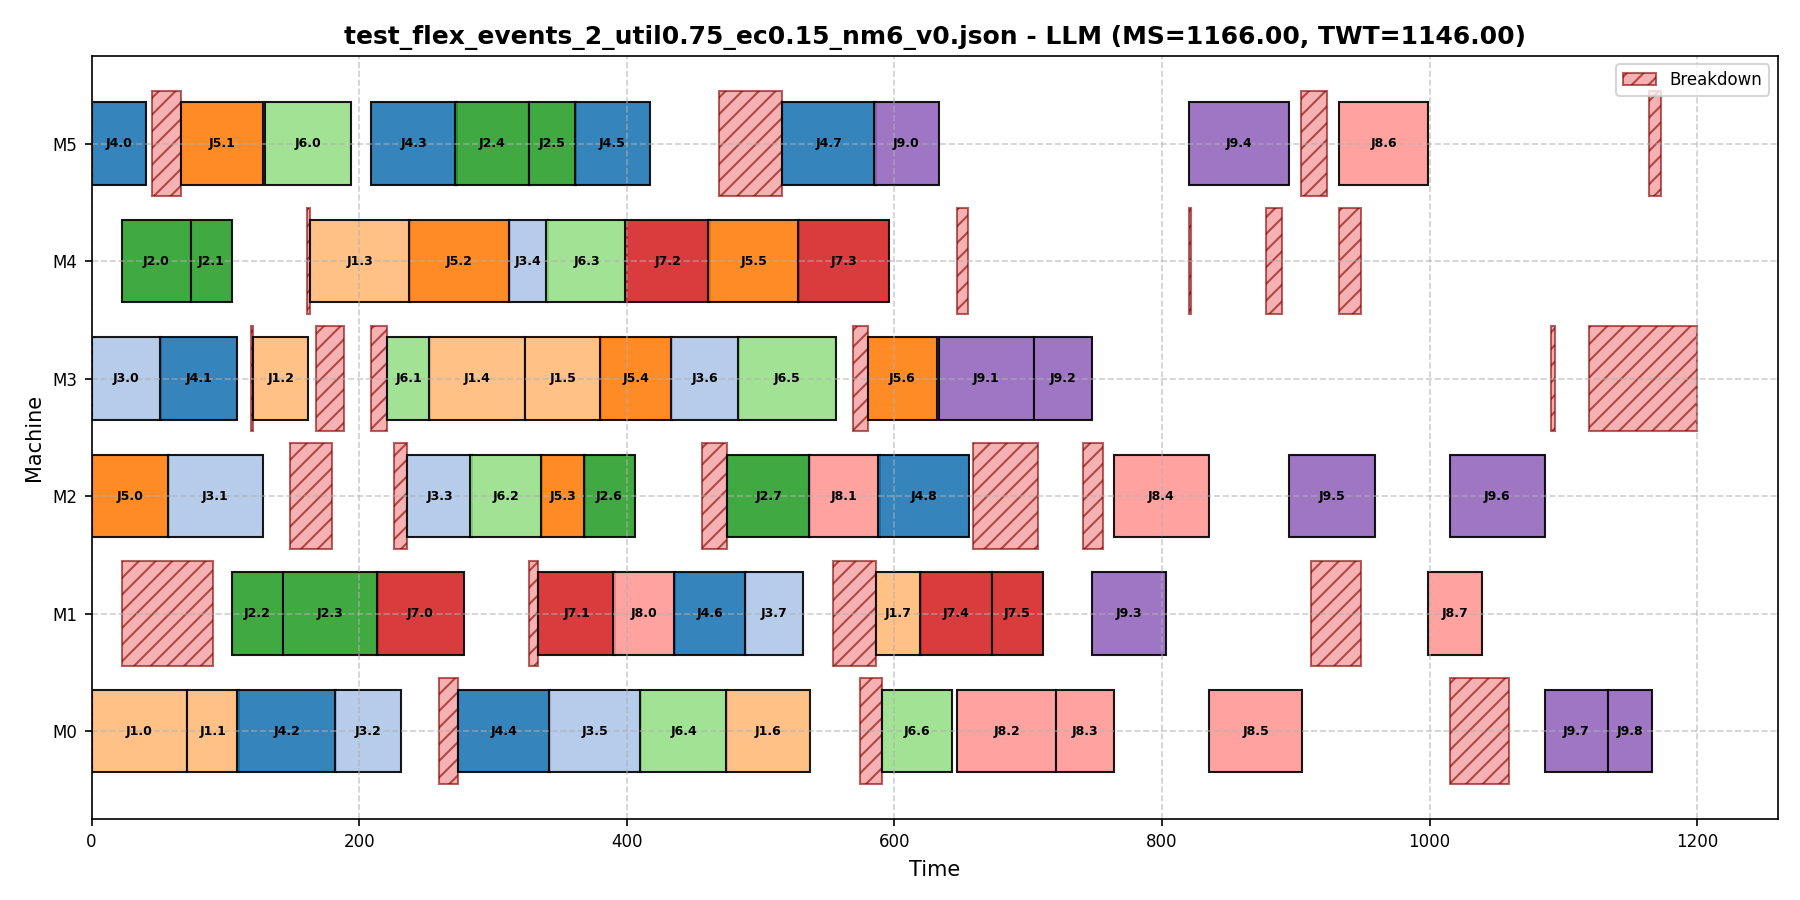 test_flex_events_2_util0.75_ec0.15_nm6_v0.json - LLM (MS=1166.00, TWT=1146.00)
Breakdown
M5
J4.0 J5.1 J6.0 J4.3 J2.4 J2.5 J4.5 J4.7 J9.0 J9.4 J8.6
M4
J2.0 J2.1 J1.3 J5.2 J3.4 J6.3 J7.2 J5.5 J7.3
M3
J3.0 J4.1 J1.2 J6.1 J1.4 J1.5 J5.4 J3.6 J6.5 J5.6 J9.1 J9.2
M2
J5.0 J3.1 J3.3 J6.2 J5.3 J2.6 J2.7 J8.1 J4.8 J8.4 J9.5 J9.6
M1
J2.2 J2.3 J7.0 J7.1 J8.0 J4.6 J3.7 J1.7 J7.4 J7.5 J9.3 J8.7
M0
J1.0 J1.1 J4.2 J3.2 J4.4 J3.5 J6.4 J1.6 J6.6 J8.2 J8.3 J8.5 J9.7 J9.8
Machine
0 200 400 600 800 1000 1200
Time